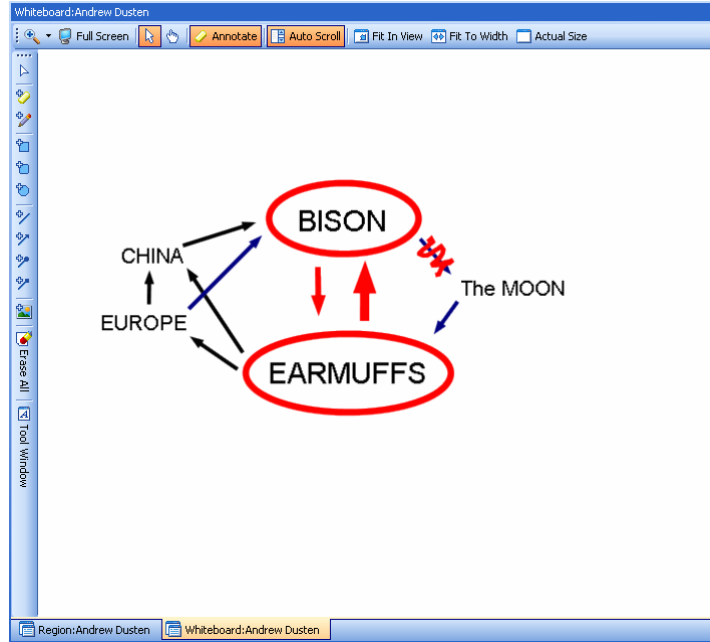 Whiteboard:Andrew Dusten
Full Screen Annotate Auto Scroll Fit In View Fit To Width Actual Size
BISON
CHINA
The MOON
EUROPE
EARMUFFS
Erase All
Tool Window
Region:Andrew Dusten Whiteboard:Andrew Dusten